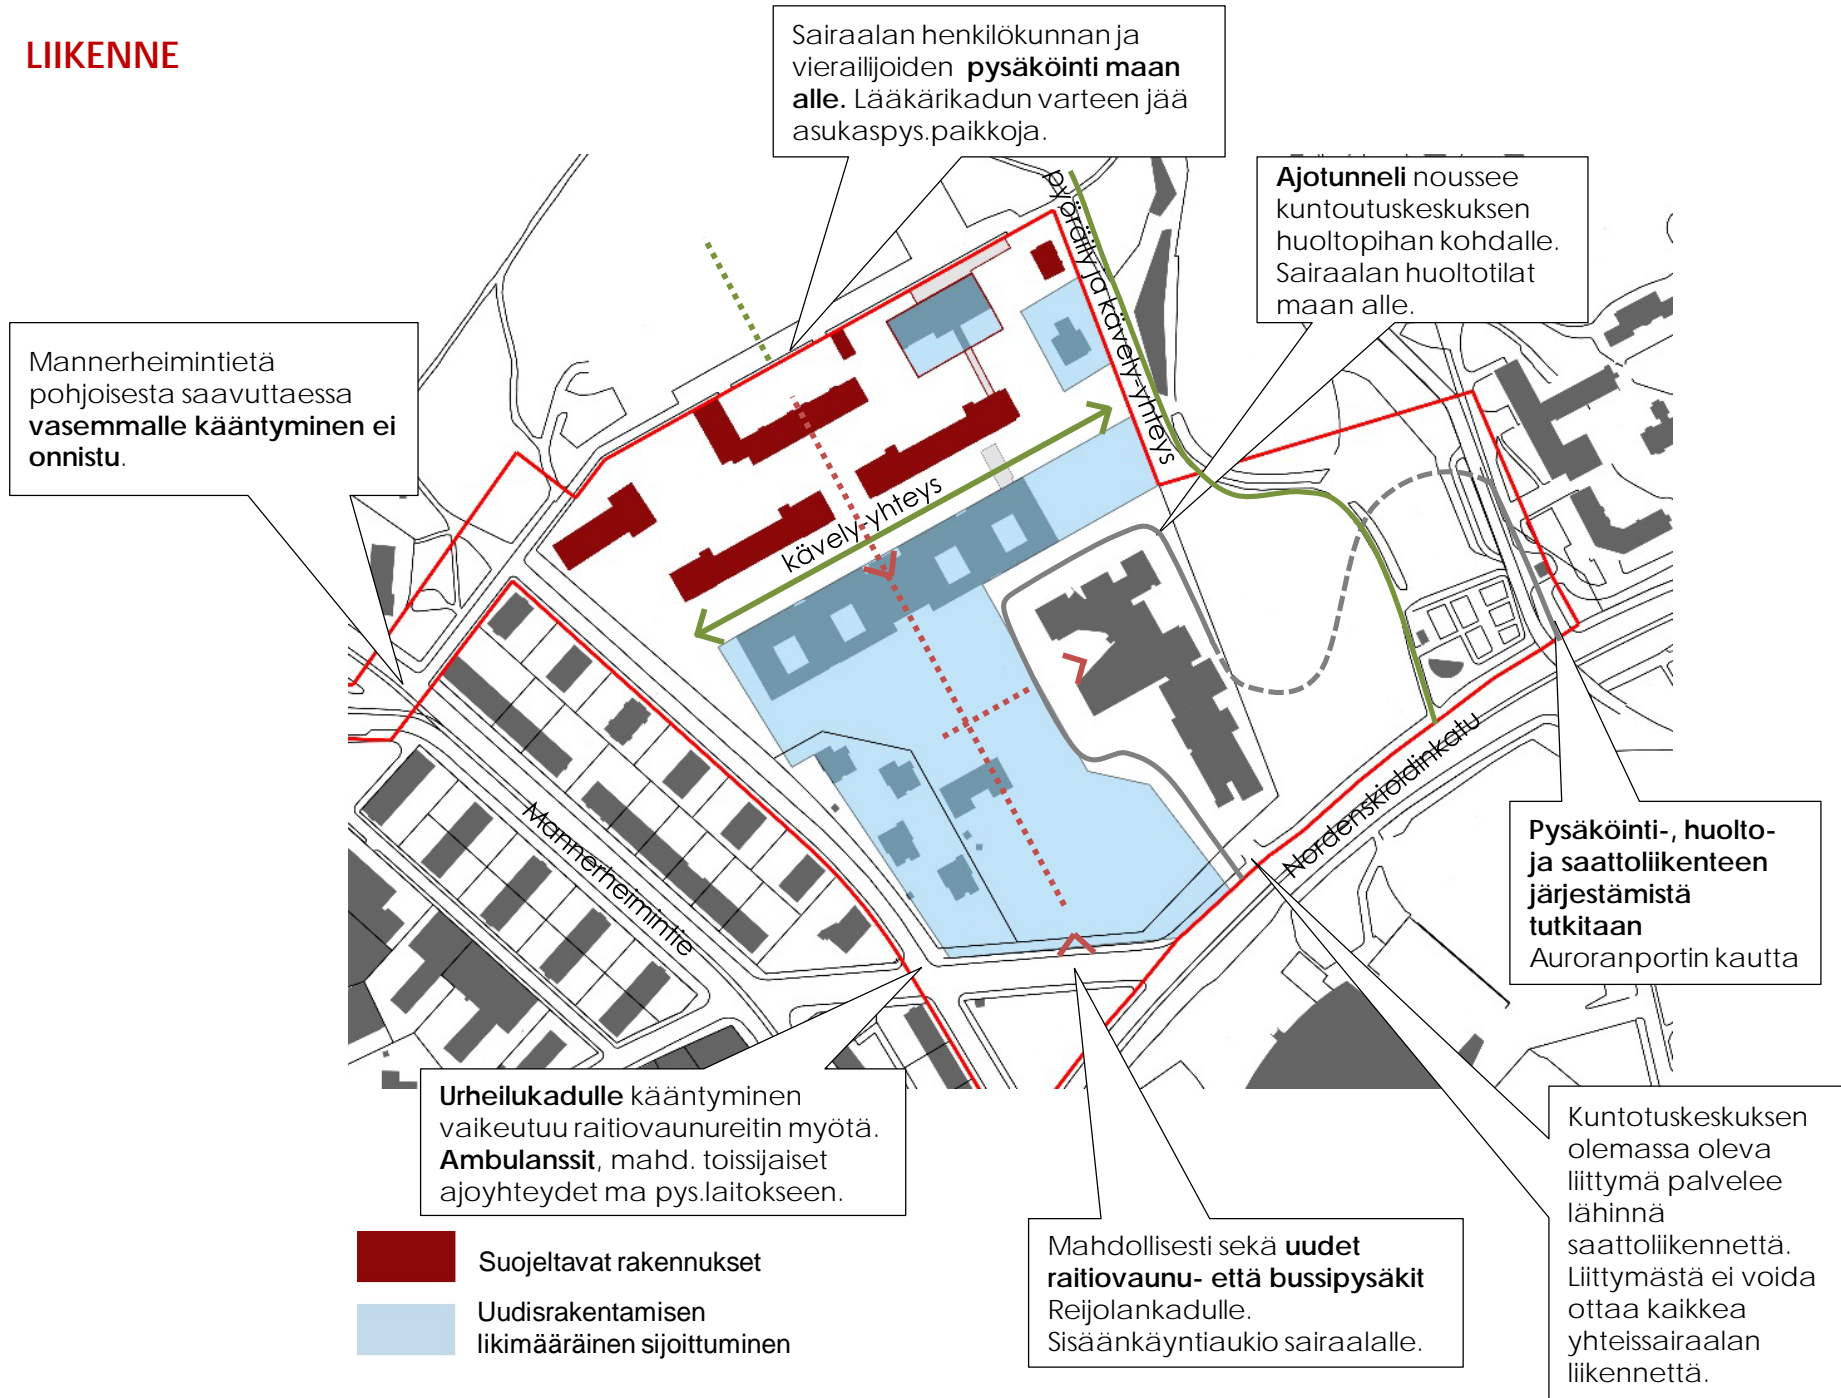 LIIKENNE
Sairaalan henkilökunnan ja
vierailijoiden pysäköinti maan
alle. Lääkärikadun varteen jää
asukaspys.paikkoja.
Ajotunneli noussee
kuntoutuskeskuksen
huoltopihan kohdalle.
Sairaalan huoltotilat
maan alle.
Mannerheimintietä
pohjoisesta saavuttaessa
vasemmalle kääntyminen ei
onnistu.
pyöräily ja kävely-yhteys
kävely-yhteys
Mannerheimintie
Nordenskioldinkatu
Pysäköinti-, huolto-
ja saattoliikenteen
järjestämistä
tutkitaan
Auroranportin kautta
Urheilukadulle kääntyminen
vaikeutuu raitiovaunureitin myötä.
Ambulanssit, mahd. toissijaiset
ajoyhteydet ma pys.laitokseen.
Mahdollisesti sekä uudet
raitiovaunu- että bussipysäkit
Reijolankadulle.
Sisäänkäyntiaukio sairaalalle.
Kuntotuskeskuksen
olemassa oleva
liittymä palvelee
lähinnä
saattoliikennettä.
Liittymästä ei voida
ottaa kaikkea
yhteissairaalan
liikennettä.
Suojeltavat rakennukset
Uudisrakentamisen
likimääräinen sijoittuminen